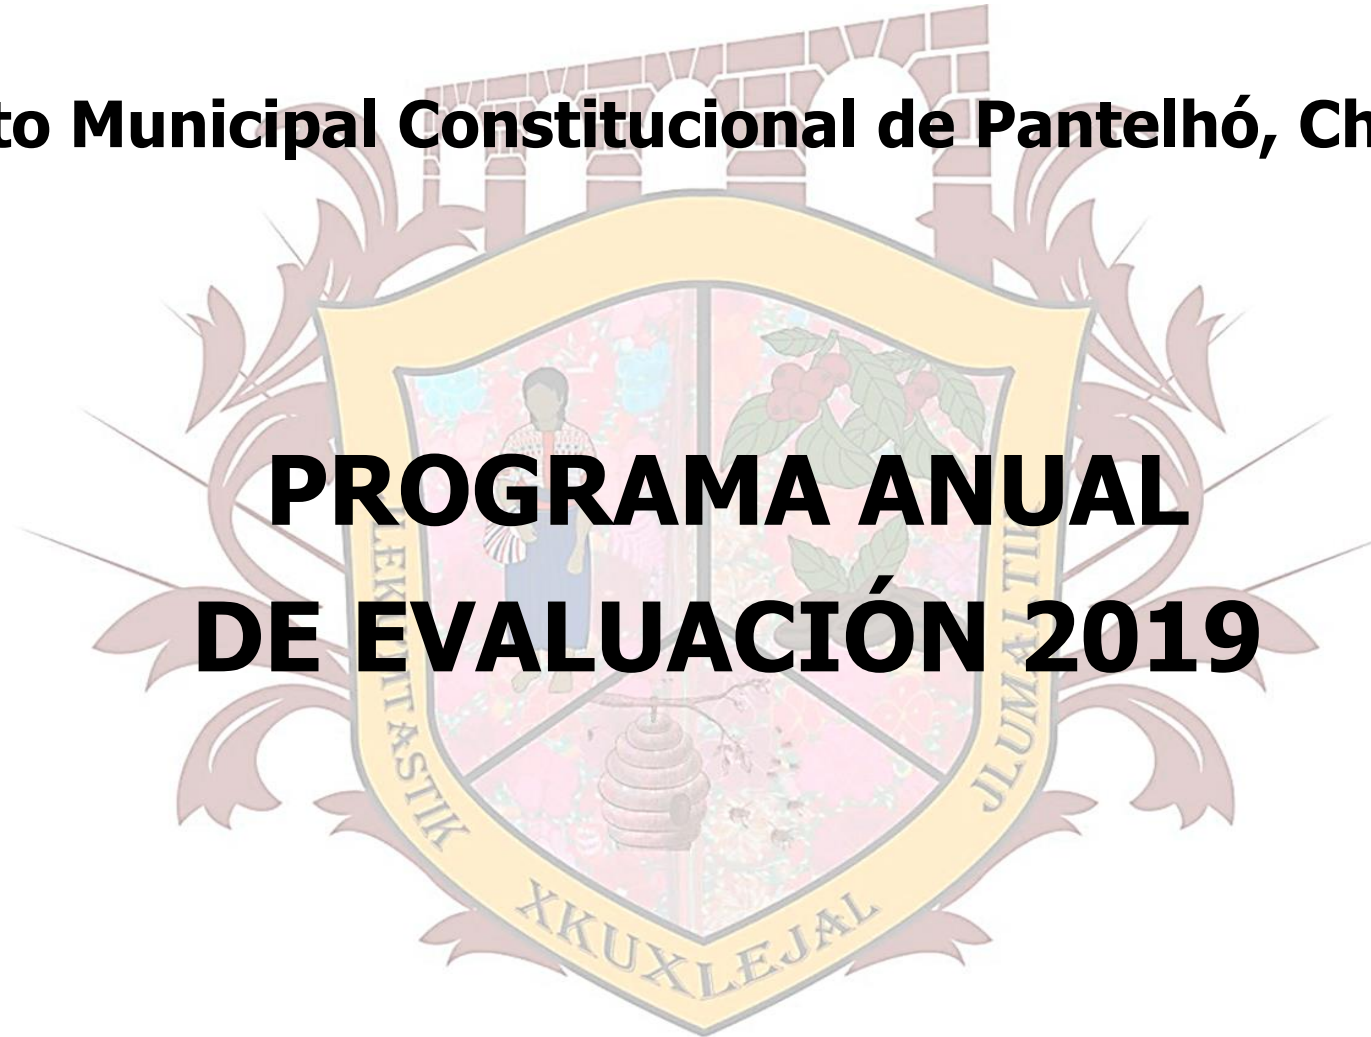 to Municipal Constitucional de Pantelhó, Ch
PROGRAMA ANUAL
DE EVALUACIÓN 2019
XKUXLEJAL